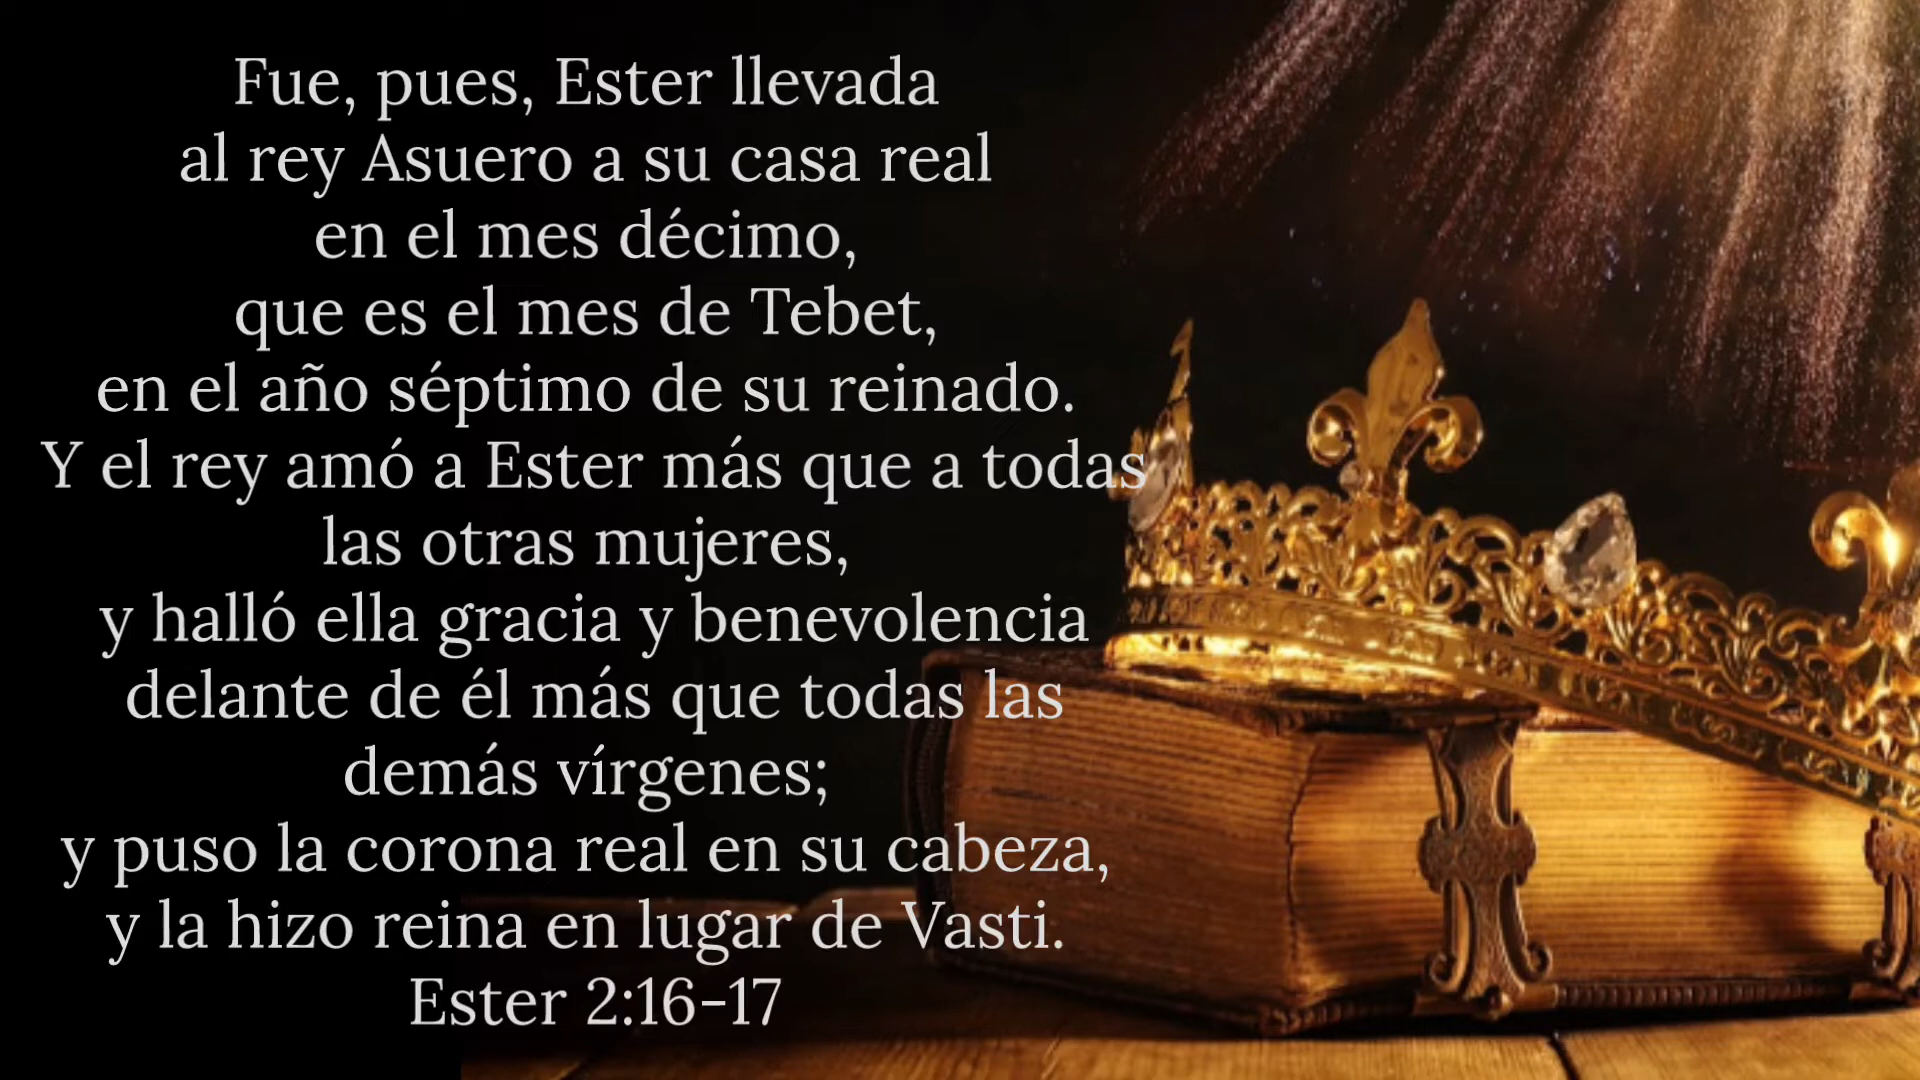 Fue, pues, Ester llevada
al rey Asuero a su casa real
en el mes décimo,
que es el mes de Tebet,
en el año séptimo de su reinado.
Y el rey amó a Ester más que a todas
las otras mujeres,
y halló ella gracia y benevolencia
delante de él más que todas las
demás vírgenes;
y puso la corona real en su cabeza,
y la hizo reina en lugar de Vasti.
Ester 2:16-17